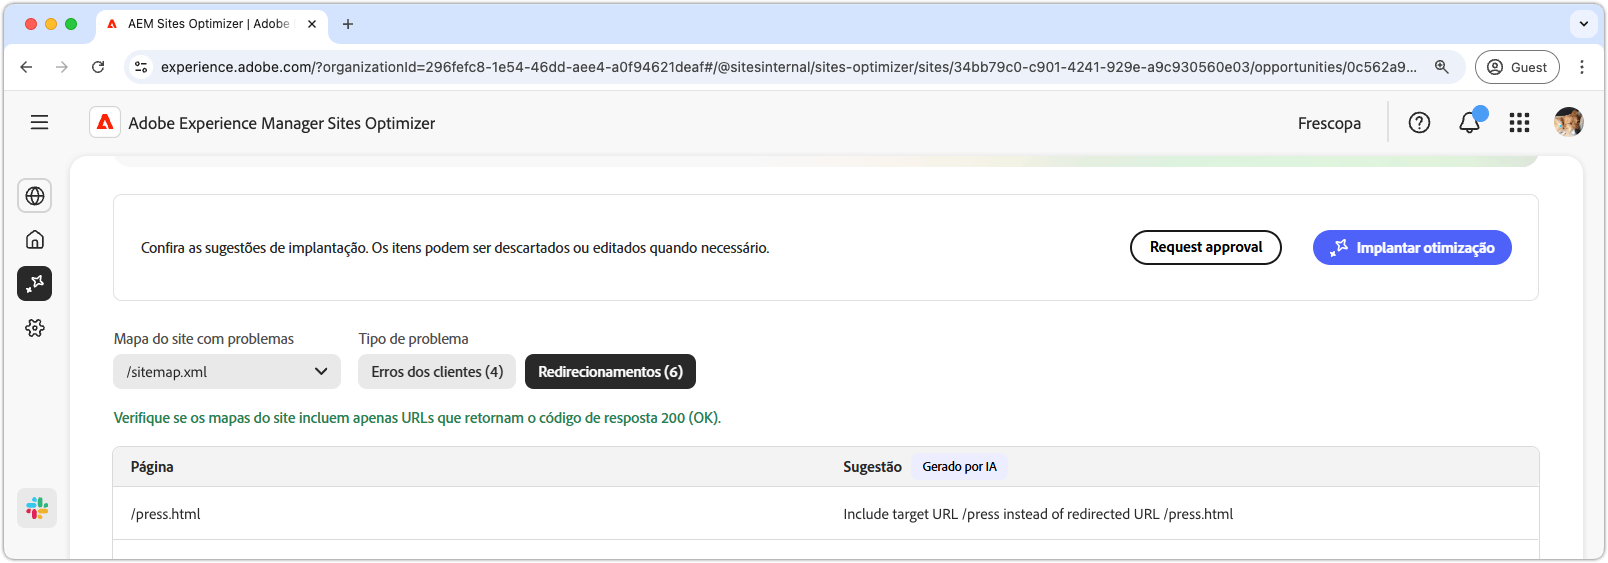 AEM Sites Optimizer | Adobe
experience.adobe.com/?organizationId=296fefc8-1e54-46dd-aee4-a0f94621deaf#/@sitesinternal/sites-optimizer/sites/34bb79c0-c901-4241-929e-a9c930560e03/opportunities/0c562a9...
Guest
Adobe Experience Manager Sites Optimizer
Frescopa
Confira as sugestões de implantação. Os itens podem ser descartados ou editados quando necessário.
Request approval
Implantar otimização
Mapa do site com problemas
Tipo de problema
/sitemap.xml
Erros dos clientes (4)
Redirecionamentos (6)
Verifique se os mapas do site incluem apenas URLs que retornam o código de resposta 200 (OK).
Página
Sugestão
Gerado por IA
/press.html
Include target URL /press instead of redirected URL /press.html